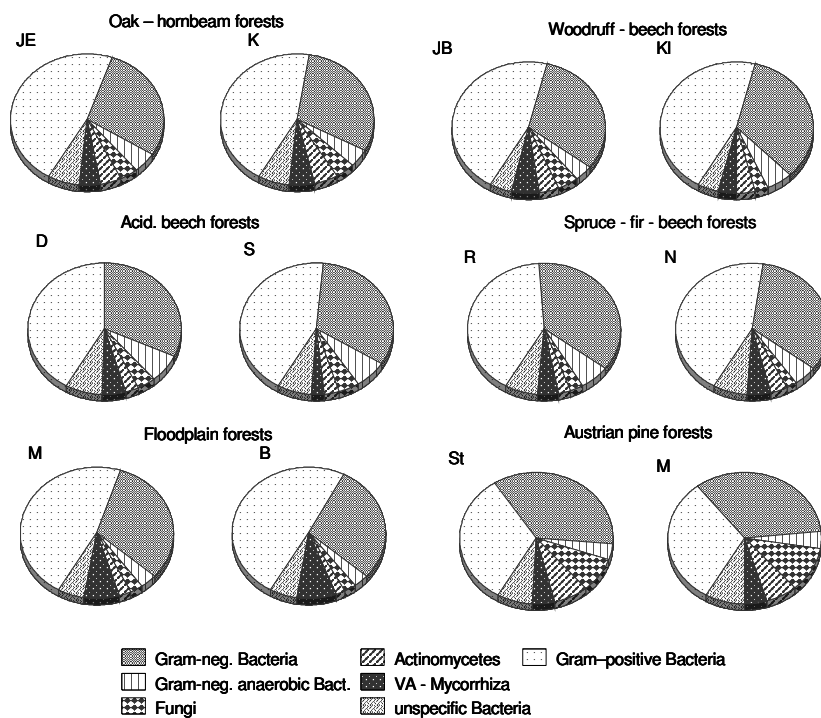 Oak – hornbeam forests
Woodruff - beech forests
JE
K
JB
KI
Acid. beech forests
Spruce - fir - beech forests
D
S
R
N
Floodplain forests
Austrian pine forests
M
B
St
M
Gram-neg. Bacteria
Actinomycetes
Gram–positive Bacteria
Gram-neg. anaerobic Bact.
VA - Mycorrhiza
Fungi
unspecific Bacteria